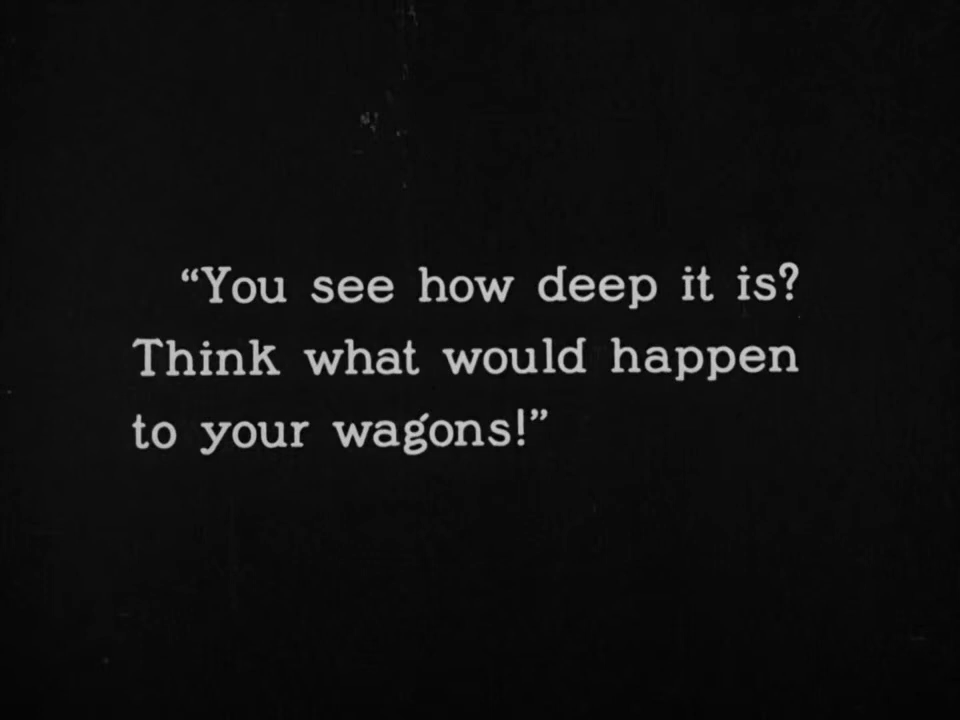 “You see how deep it is?
Think what would happen
to your wagons!”